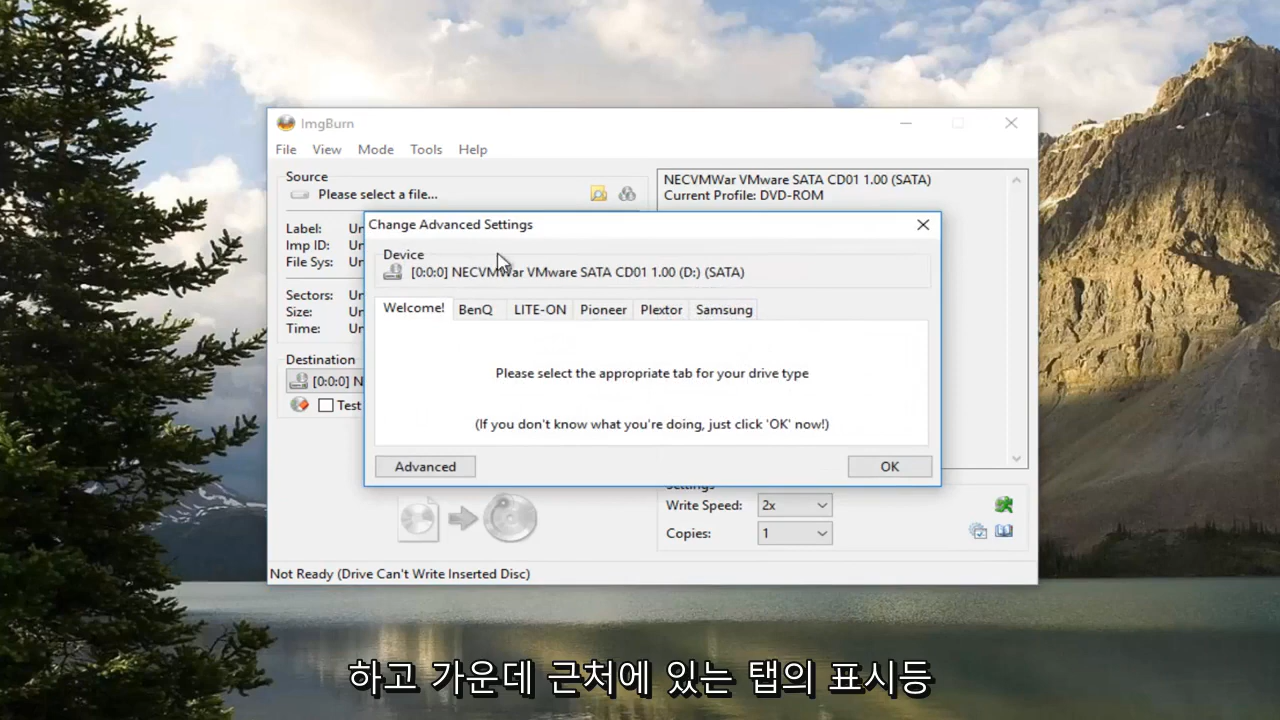 ImgBurn
File View Mode Tools Help
Source
Please select a file...
NECVMWar VMware SATA CD01 1.00 (SATA)
Current Profile: DVD-ROM
Label:
Imp ID:
File Sys:
Sectors:
Size:
Time:
Destination
[0:0:0] N
Test
Change Advanced Settings
Device
[0:0:0] NECVMWar VMware SATA CD01 1.00 (D:) (SATA)
Welcome! BenQ LITE-ON Pioneer Plextor Samsung
Please select the appropriate tab for your drive type
(If you don't know what you're doing, just click 'OK' now!)
Advanced OK
Settings
Write Speed: 2x
Copies: 1
Not Ready (Drive Can't Write Inserted Disc)
하고 가운데 근처에 있는 탭의 표시등